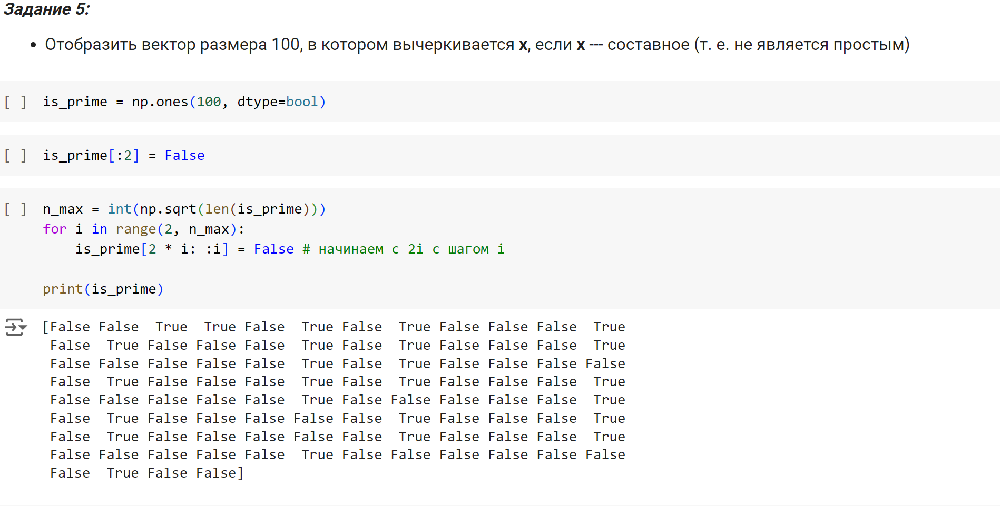 Задание 5:
• Отобразить вектор размера 100, в котором вычеркивается x, если x --- составное (т. е. не является простым)
[ ] is_prime = np.ones(100, dtype=bool)
[ ] is_prime[:2] = False
[ ] n_max = int(np.sqrt(len(is_prime)))
for i in range(2, n_max):
    is_prime[2 * i: :i] = False # начинаем с 2i с шагом i
print(is_prime)
[False False  True  True False  True False  True False False False  True
 False  True False False False  True False  True False False False  True
 False False False False False  True False  True False False False False
 False  True False False False  True False  True False False False  True
 False False False False False  True False False False False False  True
 False  True False False False False False  True False False False  True
 False  True False False False False False  True False False False  True
 False False False False False  True False False False False False False
 False  True False False]